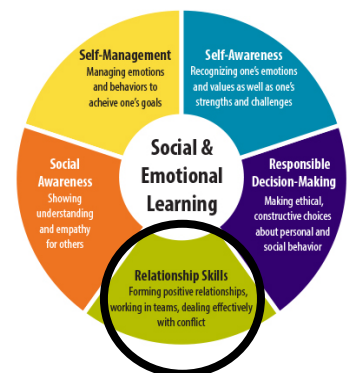 Self-Management
Managing emotions
and behaviors to
acheive one's goals
Self-Awareness
Recognizing one's emotions
and values as well as one's
strengths and challenges
Social &
Emotional
Learning
Social
Awareness
Showing
understanding
and empathy
for others
Responsible
Decision-Making
Making ethical,
constructive choices
about personal and
social behavior
Relationship Skills
Forming positive relationships,
working in teams, dealing effectively
with conflict